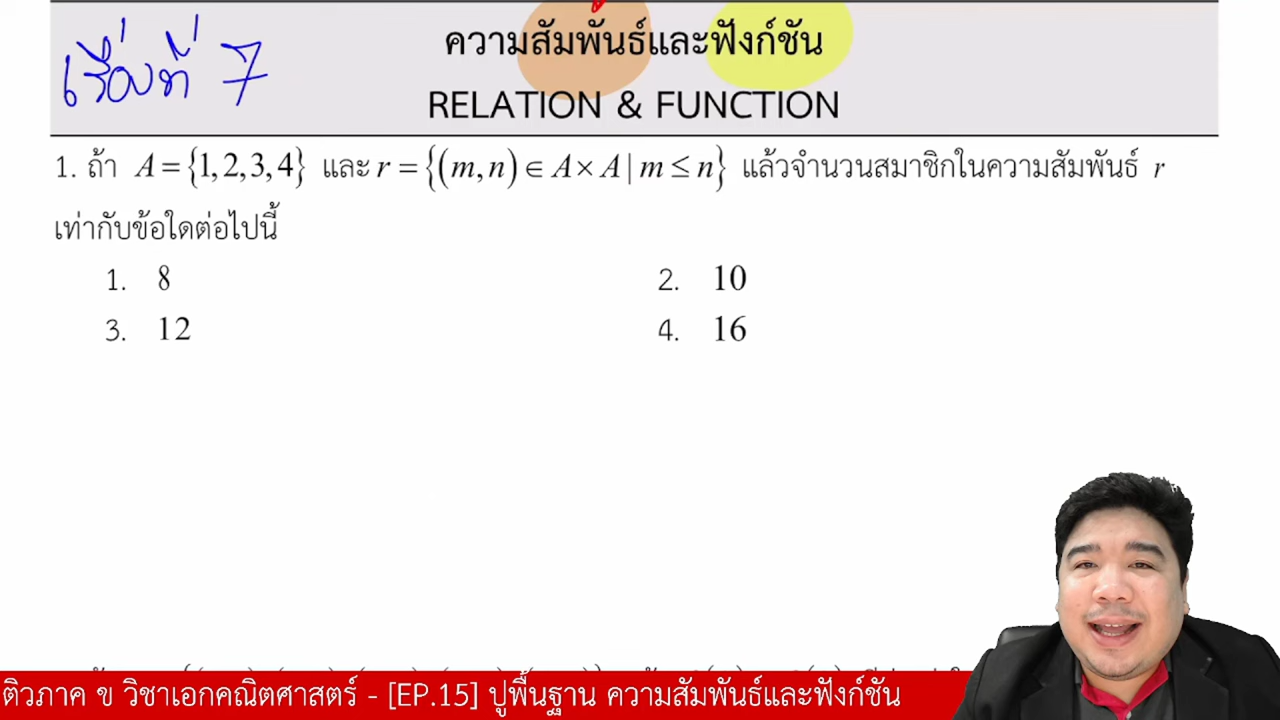 เรื่องที่ 7
ความสัมพันธ์และฟังก์ชัน
RELATION & FUNCTION
1. ถ้า A = {1,2,3,4} และ r = {(m,n) ∈ A × A | m ≤ n} แล้วจำนวนสมาชิกในความสัมพันธ์ r
เท่ากับข้อใดต่อไปนี้
1. 8
2. 10
3. 12
4. 16
ติวภาค ข วิชาเอกคณิตศาสตร์ - [EP.15] ปูพื้นฐาน ความสัมพันธ์และฟังก์ชัน